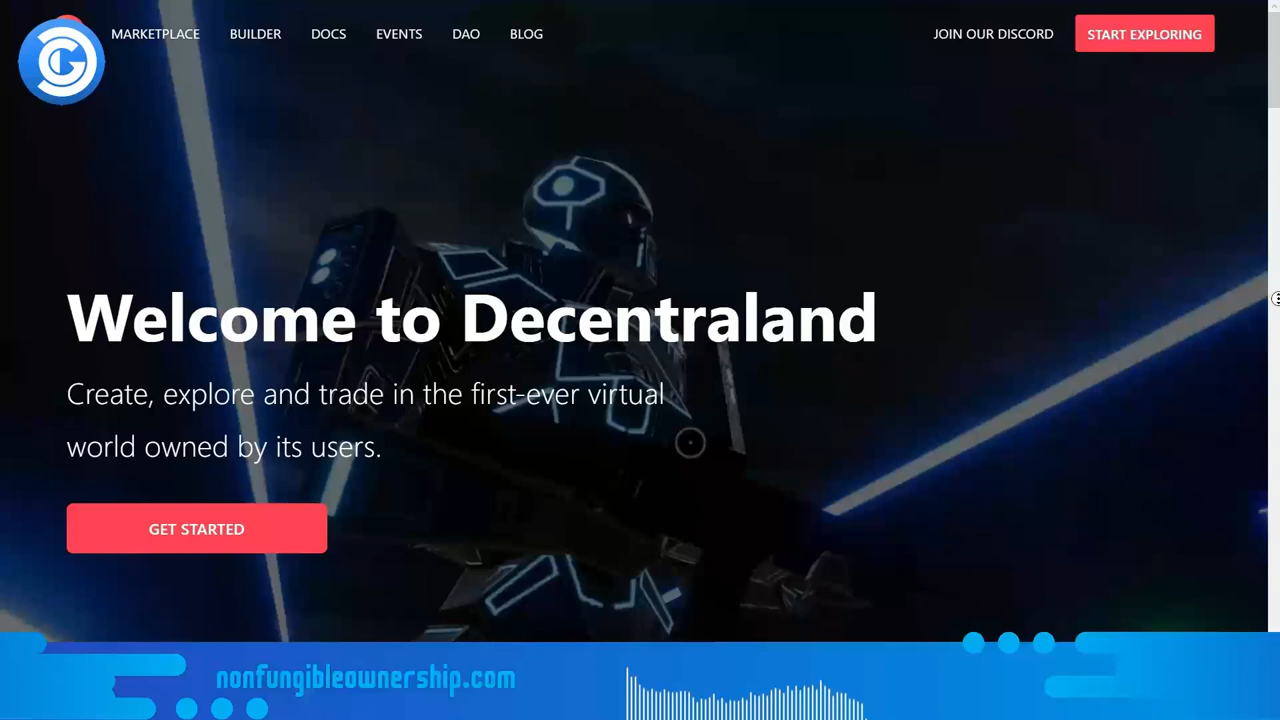 MARKETPLACE BUILDER DOCS EVENTS DAO BLOG JOIN OUR DISCORD START EXPLORING
Welcome to Decentraland
Create, explore and trade in the first-ever virtual
world owned by its users.
GET STARTED
nonfungibleownership.com